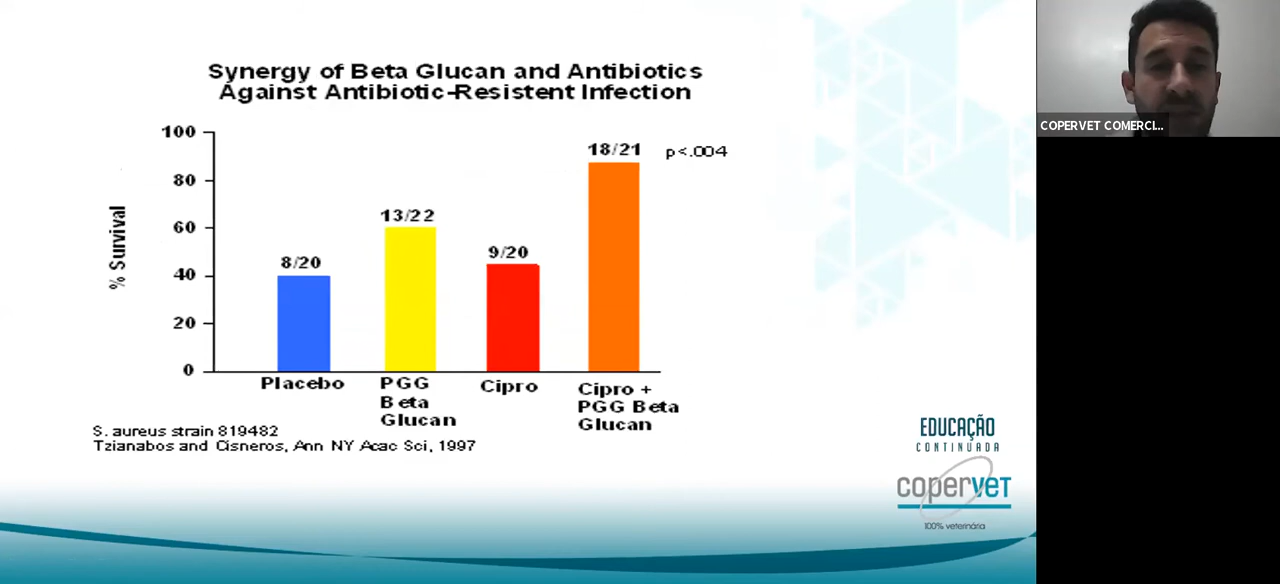 Synergy of Beta Glucan and Antibiotics
Against Antibiotic-Resistent Infection
100
80
60
40
20
0
% Survival
8/20
13/22
9/20
18/21
p<.004
Placebo
PGG
Beta
Glucan
Cipro
Cipro +
PGG Beta
Glucan
S. aureus strain 819482
Tzianabos and Cisneros, Ann NY Acac Sci, 1997
EDUCAÇÃO
CONTINUADA
copervet
100% veterinária
COPERVET COMERCI...